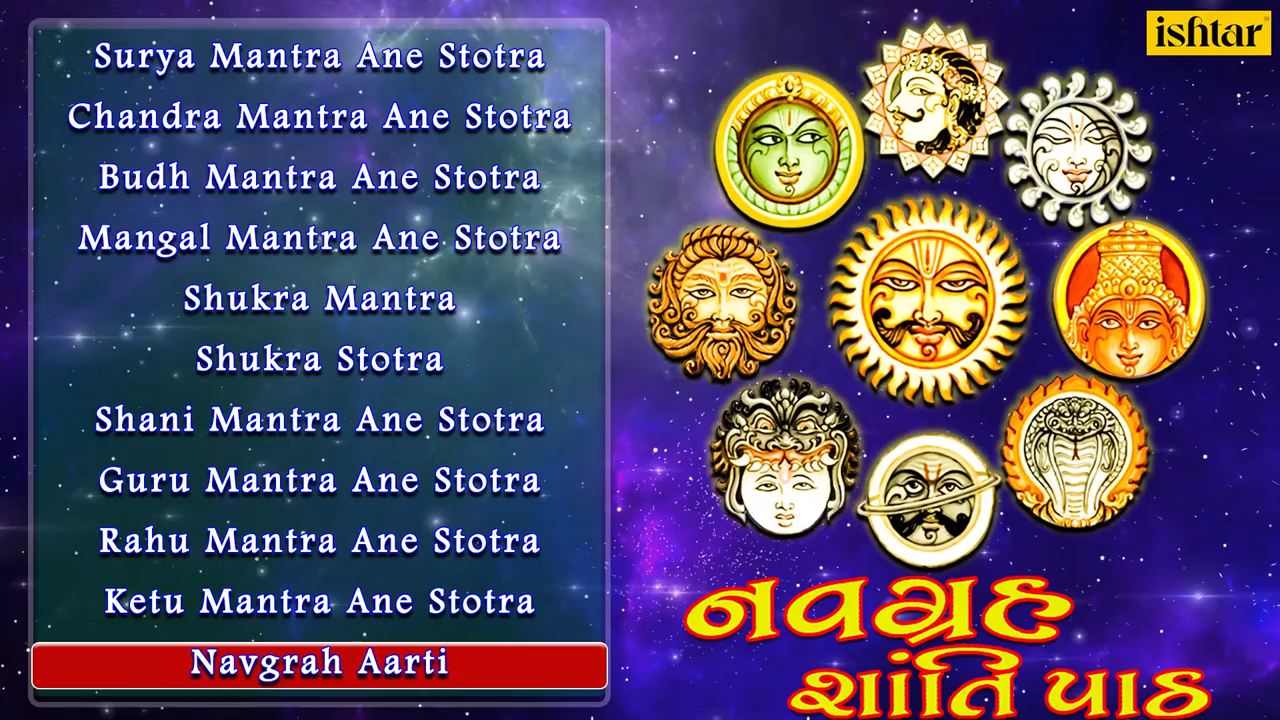 Surya Mantra Ane Stotra
Chandra Mantra Ane Stotra
Budh Mantra Ane Stotra
Mangal Mantra Ane Stotra
Shukra Mantra
Shukra Stotra
Shani Mantra Ane Stotra
Guru Mantra Ane Stotra
Rahu Mantra Ane Stotra
Ketu Mantra Ane Stotra
Navgrah Aarti
ishtar
નવગ્રહ
શાંતિ પાઠ